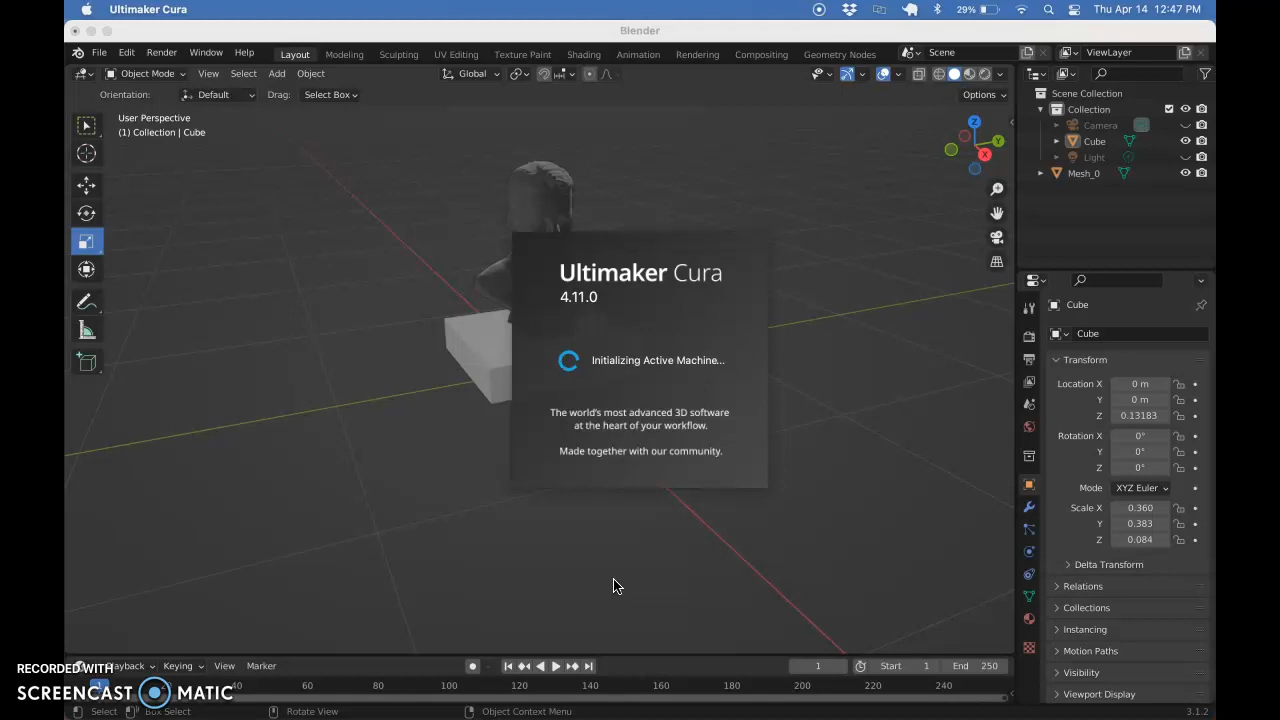 Ultimaker Cura
29%
Thu Apr 14 12:47 PM
Blender
File Edit Render Window Help
Layout Modeling Sculpting UV Editing Texture Paint Shading Animation Rendering Compositing Geometry Nodes
Scene
ViewLayer
Object Mode View Select Add Object
Global
Orientation: Default Drag: Select Box
Options
User Perspective
(1) Collection | Cube
Z
Y
X
Scene Collection
Collection
Camera
Cube
Light
Mesh_0
Ultimaker Cura
4.11.0
Initializing Active Machine...
The world's most advanced 3D software
at the heart of your workflow.
Made together with our community.
Cube
Cube
Transform
Location X 0 m
Y 0 m
Z 0.13183
Rotation X 0°
Y 0°
Z 0°
Mode XYZ Euler
Scale X 0.360
Y 0.383
Z 0.084
Delta Transform
Relations
Collections
Instancing
Motion Paths
Visibility
Viewport Display
Playback Keying View Marker
1
Start 1 End 250
1 40 60 80 100 120 140 160 180 200 220 240
Select Box Select Rotate View Object Context Menu
3.1.2
RECORDED WITH
SCREENCAST MATIC